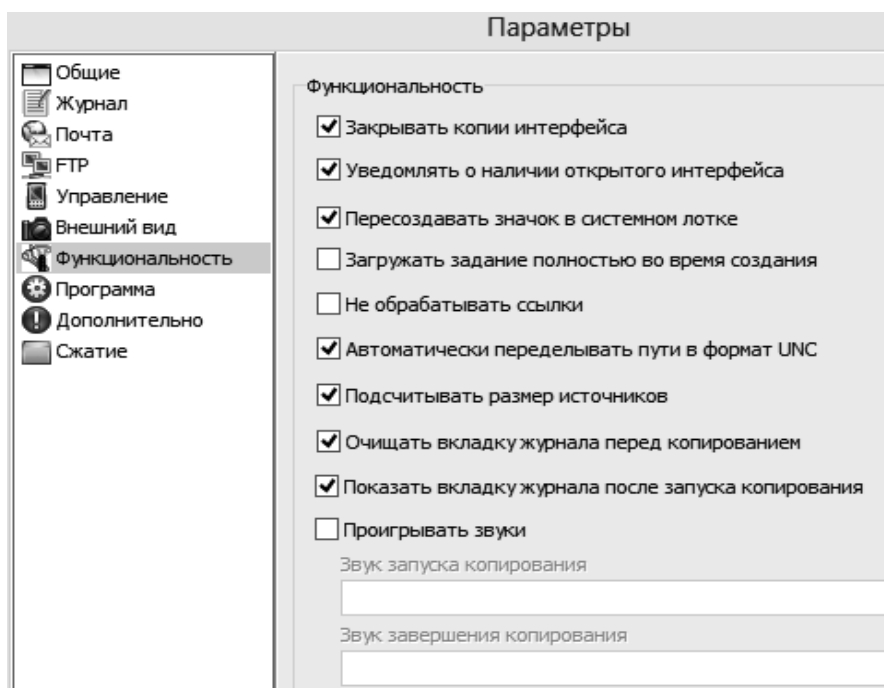 Параметры
Общие
Журнал
Почта
FTP
Управление
Внешний вид
Функциональность
Программа
Дополнительно
Сжатие
Функциональность
Закрывать копии интерфейса
Уведомлять о наличии открытого интерфейса
Пересоздавать значок в системном лотке
Загружать задание полностью во время создания
Не обрабатывать ссылки
Автоматически переделывать пути в формат UNC
Подсчитывать размер источников
Очищать вкладку журнала перед копированием
Показать вкладку журнала после запуска копирования
Проигрывать звуки
Звук запуска копирования
Звук завершения копирования